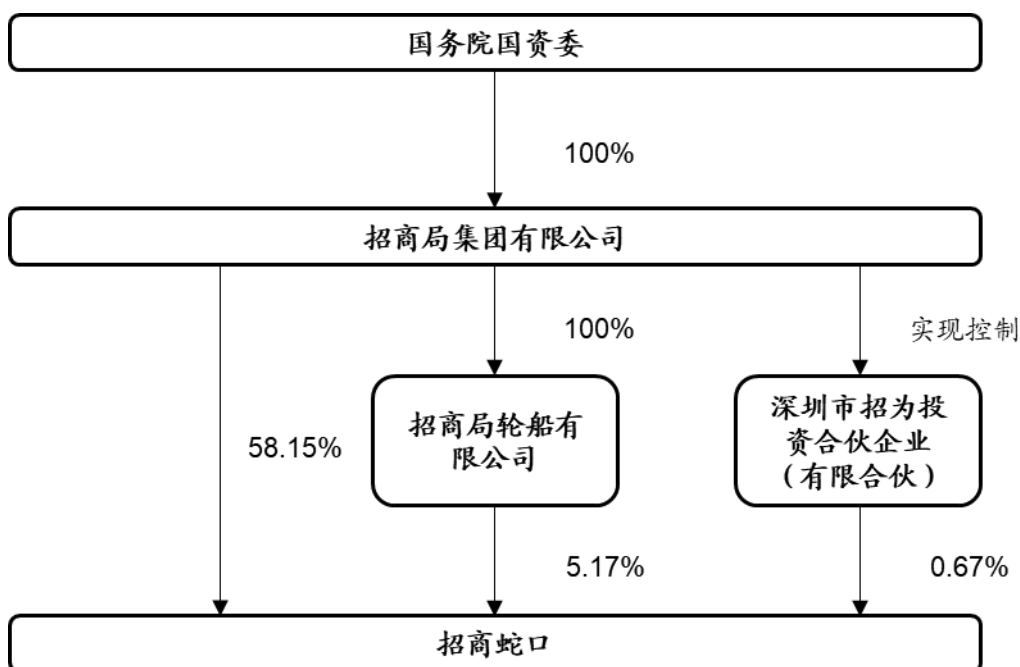 国务院国资委
100%
招商局集团有限公司
100%
实现控制
58.15%
招商局轮船有
限公司
深圳市招为投
资合伙企业
（有限合伙）
5.17%
0.67%
招商蛇口